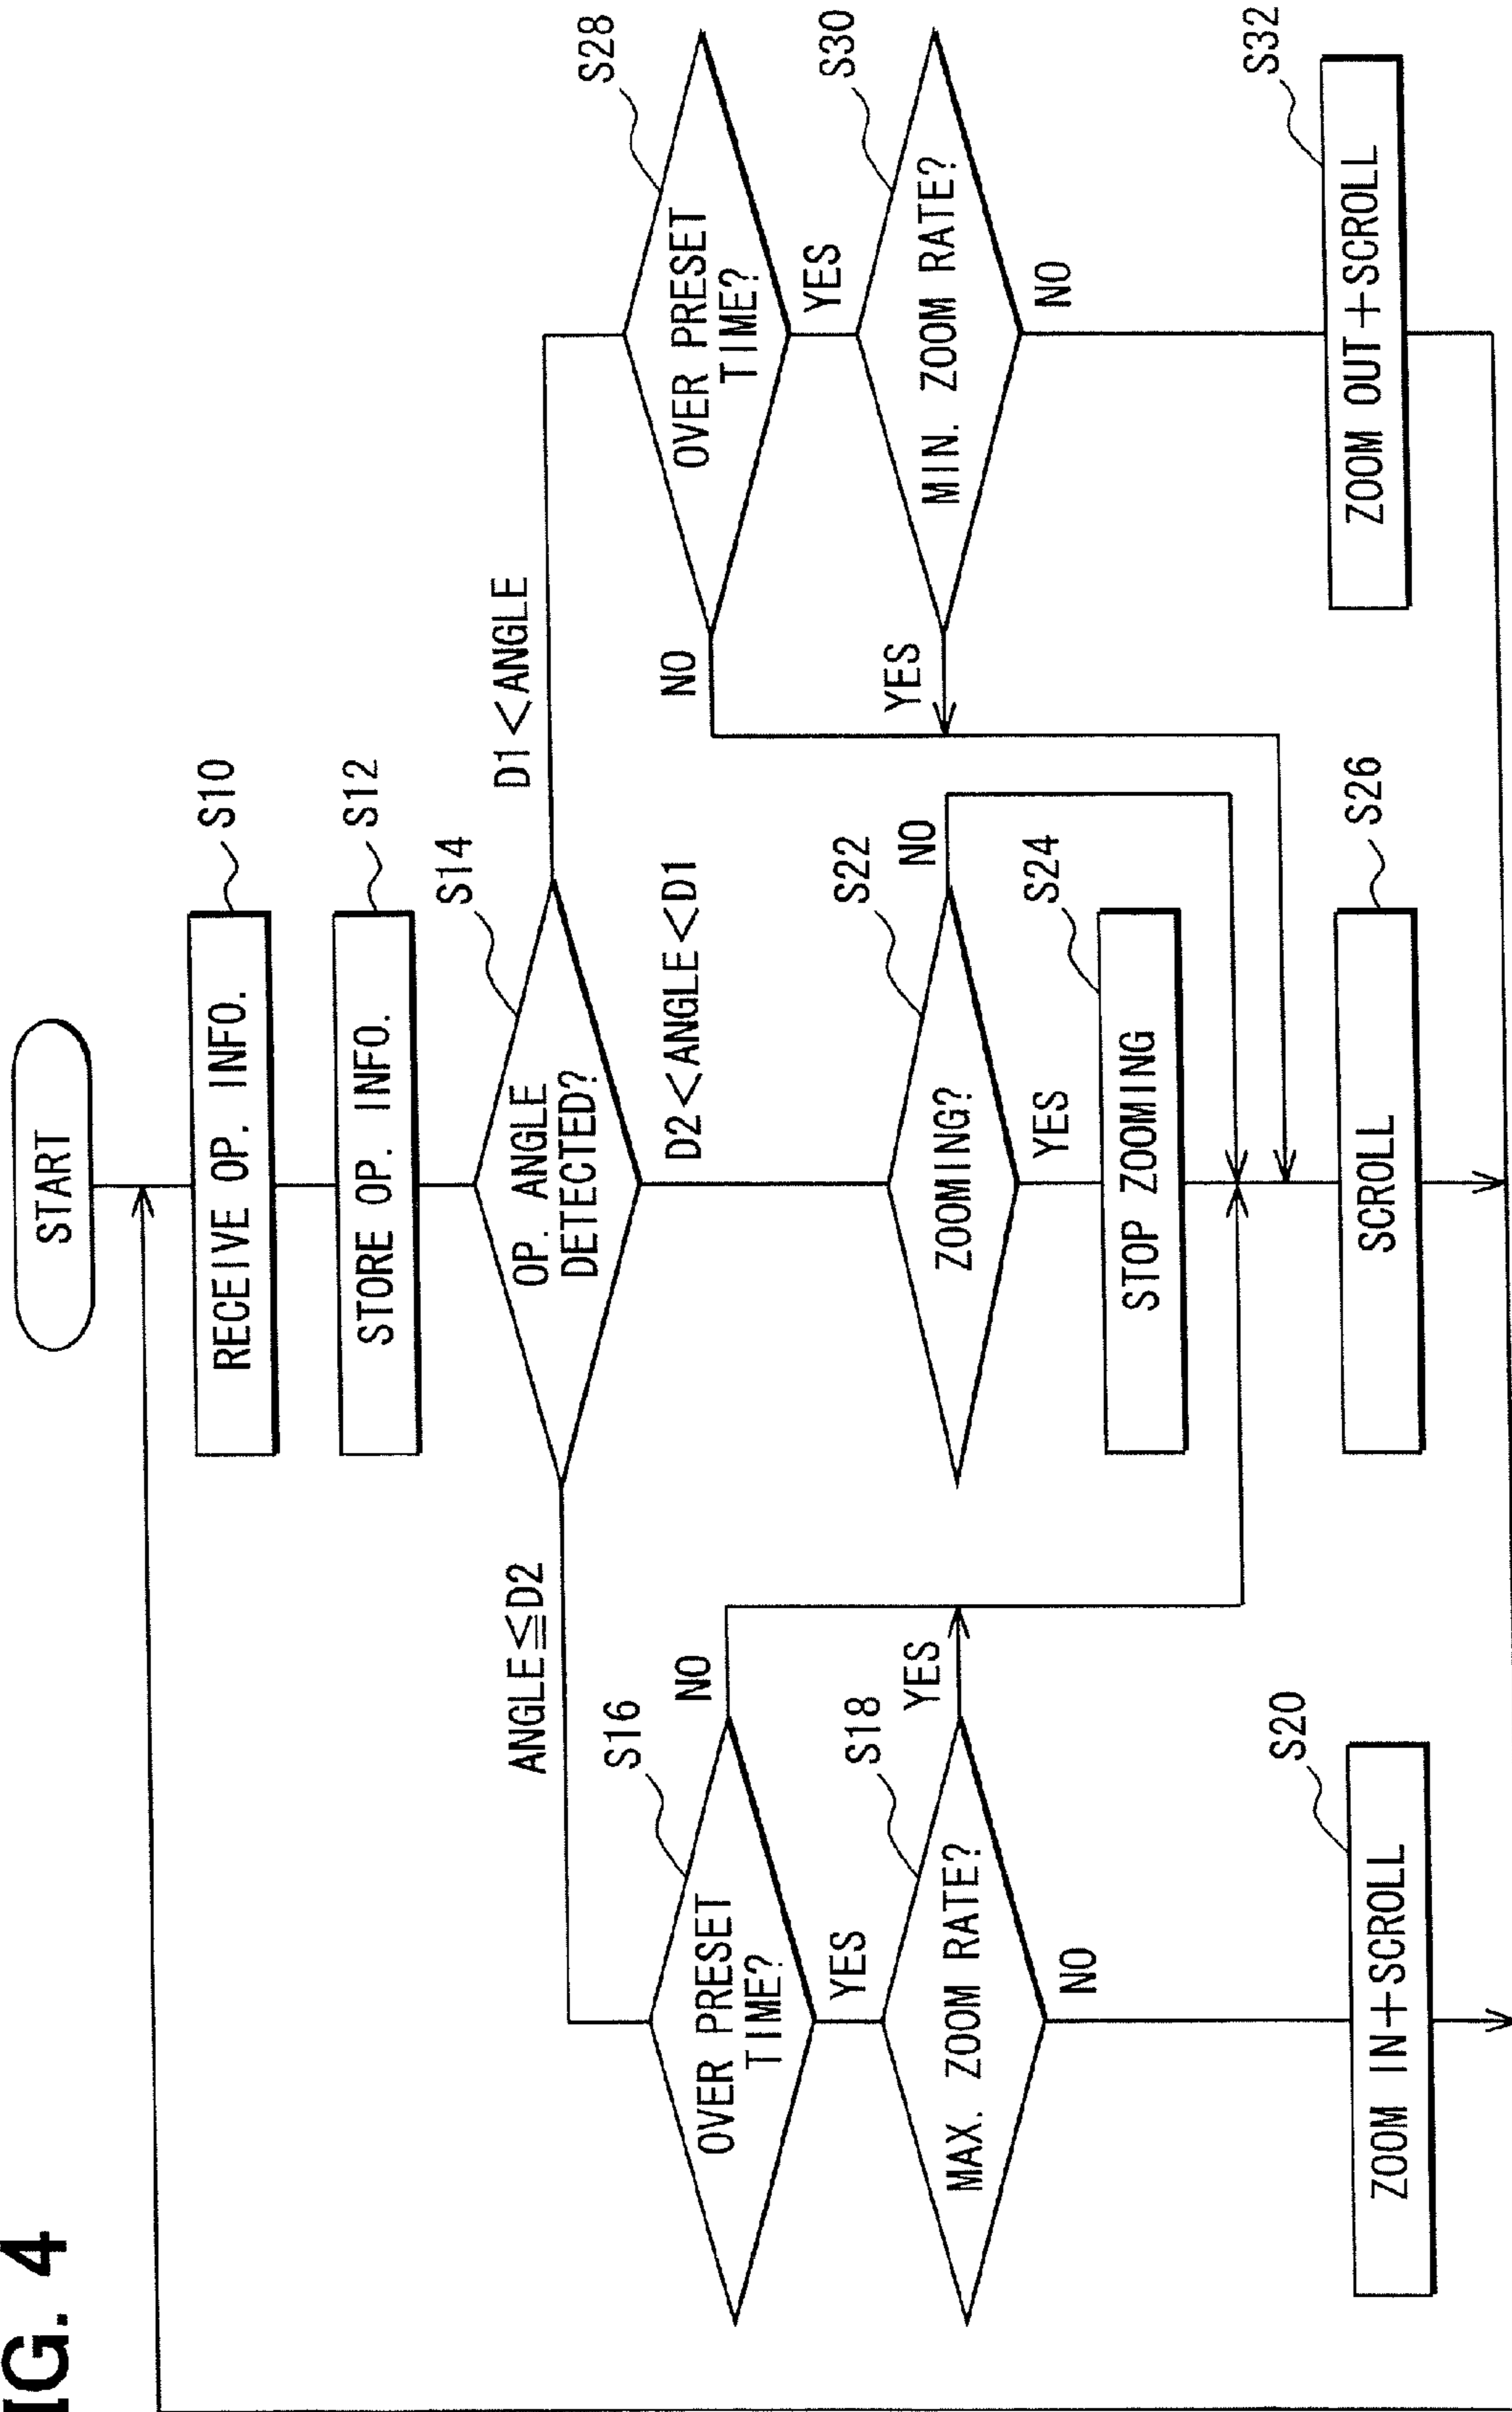 IG. 4
START
RECEIVE OP. INFO.
S10
STORE OP. INFO.
S12
OP. ANGLE
DETECTED?
S14
ANGLE≦D2
D2<ANGLE<D1
D1<ANGLE
OVER PRESET
TIME?
S16
NO
YES
MAX. ZOOM RATE?
S18
YES
NO
ZOOM IN+SCROLL
S20
ZOOMING?
S22
NO
YES
STOP ZOOMING
S24
SCROLL
S26
OVER PRESET
TIME?
S28
NO
YES
MIN. ZOOM RATE?
S30
YES
NO
ZOOM OUT+SCROLL
S32